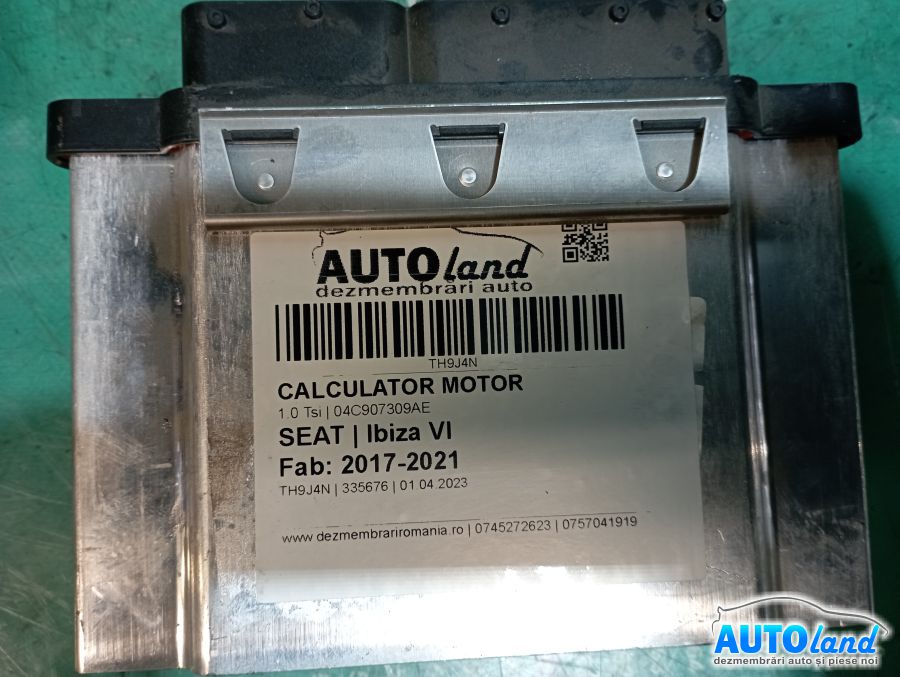 AUTOland
dezmembrări auto
TH9J4N
CALCULATOR MOTOR
1.0 Tsi | 04C907309AE
SEAT | Ibiza VI
Fab: 2017-2021
TH9J4N | 335676 | 01.04.2023
www.dezmembrariromania.ro | 0745272623 | 0757041919
AUTOland
dezmembrări auto și piese noi